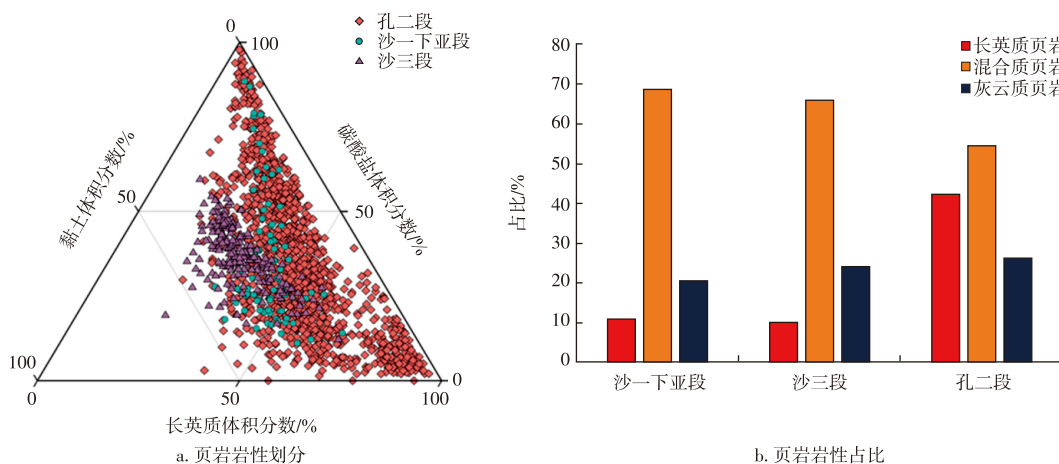 孔二段
沙一下亚段
沙三段
0
100
黏土体积分数/%
碳酸盐体积分数/%
50
50
100
0
0
50
100
长英质体积分数/%
a. 页岩岩性划分
80
70
60
50
40
30
20
10
0
占比/%
长英质页岩
混合质页岩
灰云质页岩
沙一下亚段
沙三段
孔二段
b. 页岩岩性占比